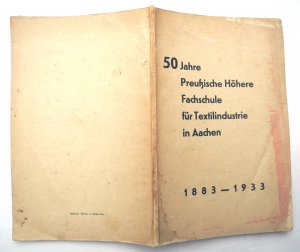 50 Jahre
Preußische Höhere
Fachschule
für Textilindustrie
in Aachen
1883—1933